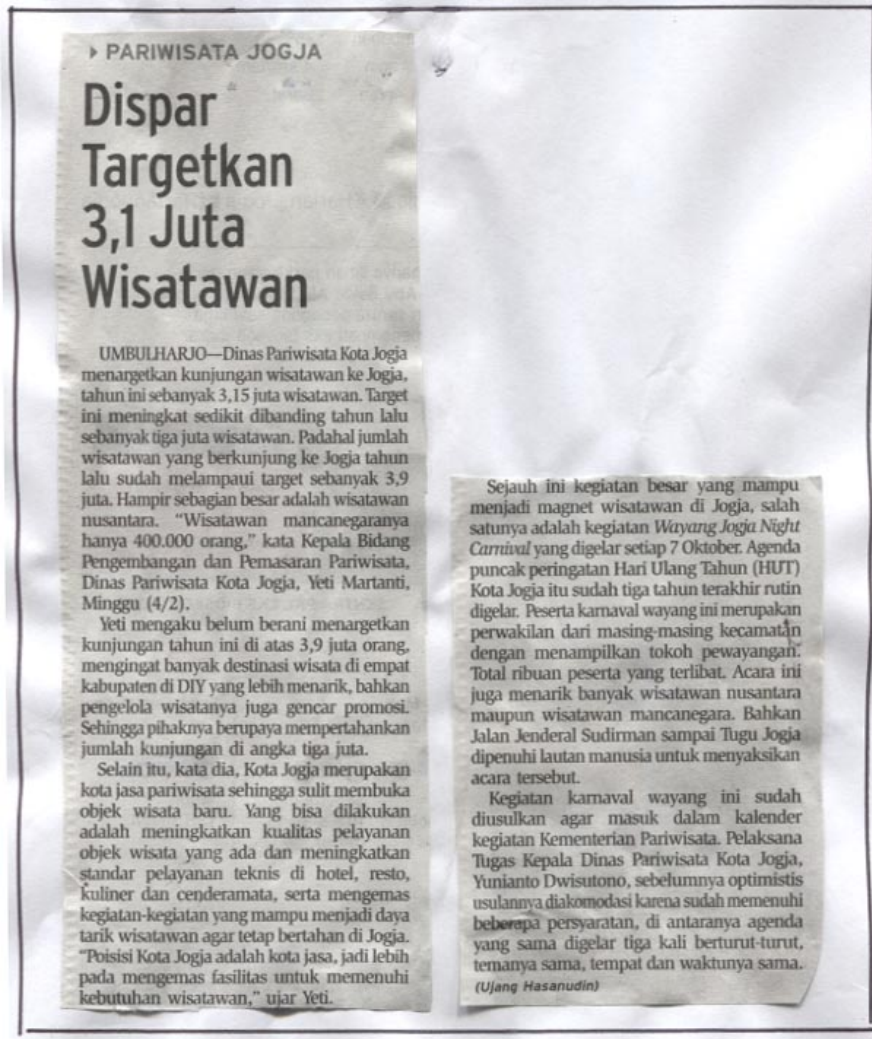 PARIWISATA JOGJA
Dispar
Targetkan
3,1 Juta
Wisatawan
UMBULHARJO—Dinas Pariwisata Kota Jogja
menargetkan kunjungan wisatawan ke Jogja,
tahun ini sebanyak 3,15 juta wisatawan. Target
ini meningkat sedikit dibanding tahun lalu
sebanyak tiga juta wisatawan. Padahal jumlah
wisatawan yang berkunjung ke Jogja tahun
lalu sudah melampaui target sebanyak 3,9
juta. Hampir sebagian besar adalah wisatawan
nusantara. “Wisatawan mancanegaranya
hanya 400.000 orang,” kata Kepala Bidang
Pengembangan dan Pemasaran Pariwisata,
Dinas Pariwisata Kota Jogja, Yeti Martanti,
Minggu (4/2).
Yeti mengaku belum berani menargetkan
kunjungan tahun ini di atas 3,9 juta orang,
mengingat banyak destinasi wisata di empat
kabupaten di DIY yang lebih menarik, bahkan
pengelola wisatanya juga gencar promosi.
Sehingga pihaknya berupaya mempertahankan
jumlah kunjungan di angka tiga juta.
Selain itu, kata dia, Kota Jogja merupakan
kota jasa pariwisata sehingga sulit membuka
objek wisata baru. Yang bisa dilakukan
adalah meningkatkan kualitas pelayanan
objek wisata yang ada dan meningkatkan
standar pelayanan teknis di hotel, resto,
kuliner dan cenderamata, serta mengemas
kegiatan-kegiatan yang mampu menjadi daya
tarik wisatawan agar tetap bertahan di Jogja.
“Poisisi Kota Jogja adalah kota jasa, jadi lebih
pada mengemas fasilitas untuk memenuhi
kebutuhan wisatawan,” ujar Yeti.
Sejauh ini kegiatan besar yang mampu
menjadi magnet wisatawan di Jogja, salah
satunya adalah kegiatan Wayang Jogja Night
Carnival yang digelar setiap 7 Oktober. Agenda
puncak peringatan Hari Ulang Tahun (HUT)
Kota Jogja itu sudah tiga tahun terakhir rutin
digelar. Peserta karnaval wayang ini merupakan
perwakilan dari masing-masing kecamatan
dengan menampilkan tokoh pewayangan.
Total ribuan peserta yang terlibat. Acara ini
juga menarik banyak wisatawan nusantara
maupun wisatawan mancanegara. Bahkan
Jalan Jenderal Sudirman sampai Tugu Jogja
dipenuhi lautan manusia untuk menyaksikan
acara tersebut.
Kegiatan karnaval wayang ini sudah
diusulkan agar masuk dalam kalender
kegiatan Kementerian Pariwisata. Pelaksana
Tugas Kepala Dinas Pariwisata Kota Jogja,
Yunianto Dwisutono, sebelumnya optimistis
usulannya diakomodasi karena sudah memenuhi
beberapa persyaratan, di antaranya agenda
yang sama digelar tiga kali berturut-turut,
temanya sama, tempat dan waktunya sama.
(Ujang Hasanudin)